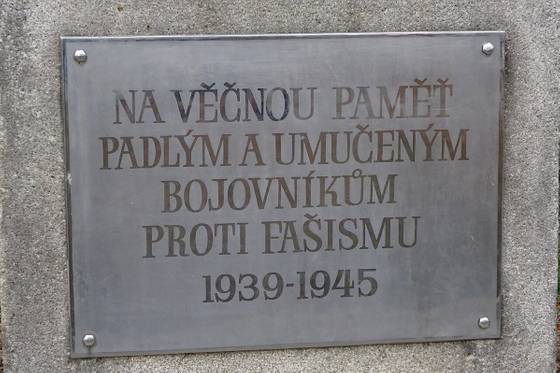 NA VĚČNOU PAMĚŤ
PADLÝM A UMUČENÝM
BOJOVNÍKŮM
PROTI FAŠISMU
1939-1945